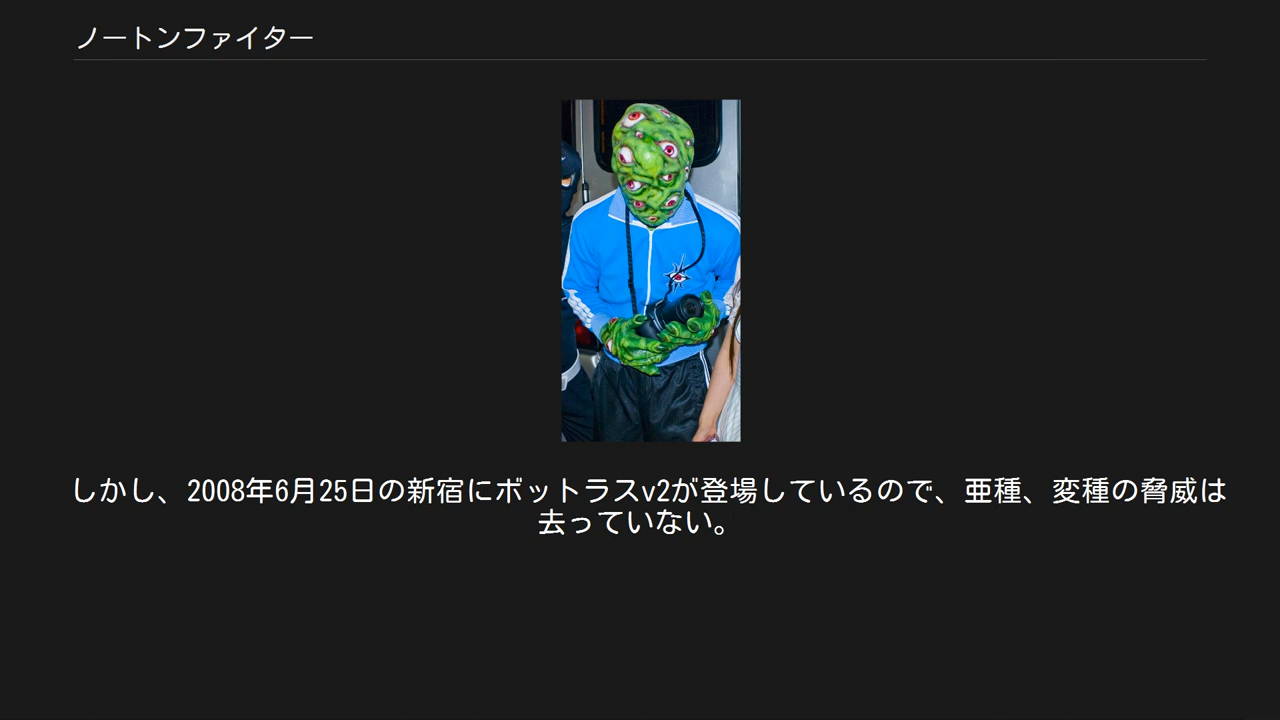 ノートンファイター
しかし、2008年6月25日の新宿にボットラスv2が登場しているので、亜種、変種の脅威は
去っていない。